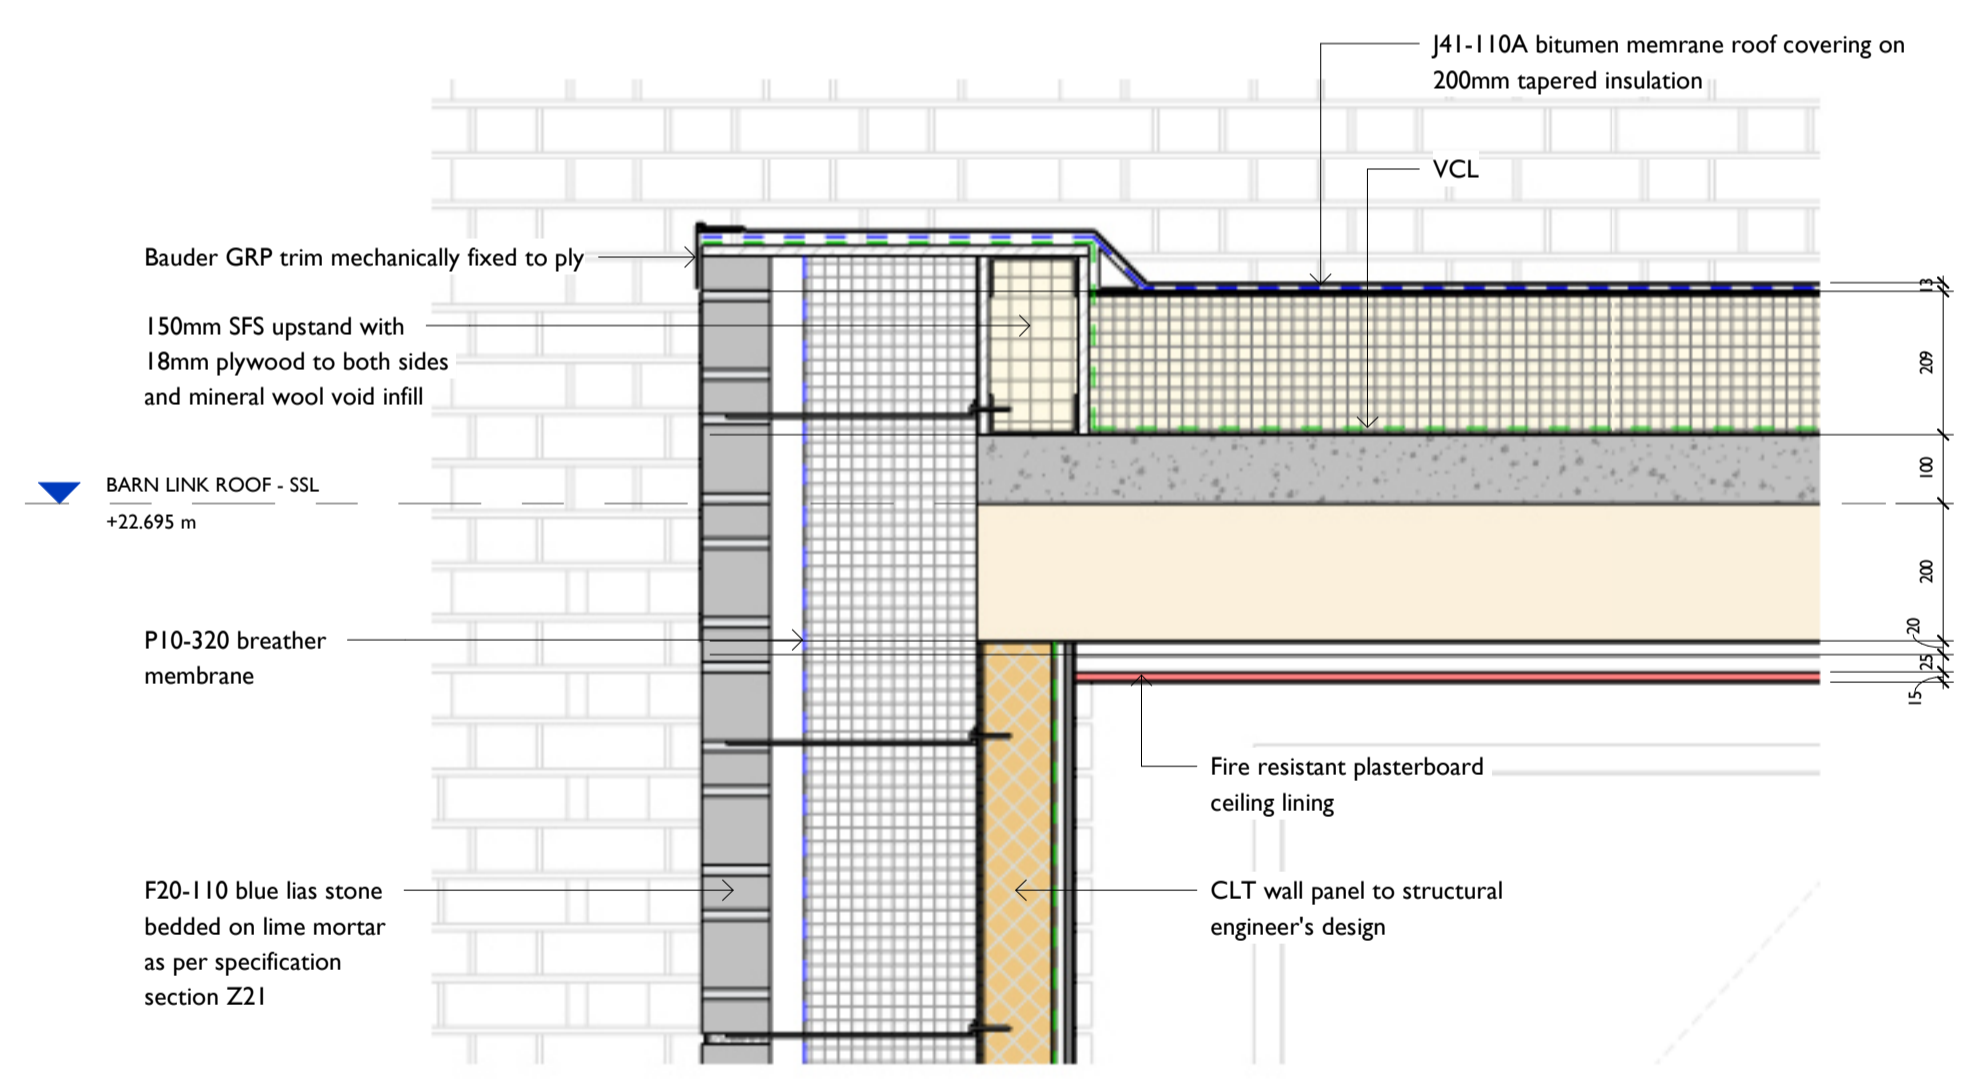 J41-110A bitumen memrane roof covering on
200mm tapered insulation
VCL
Bauder GRP trim mechanically fixed to ply
150mm SFS upstand with
18mm plywood to both sides
and mineral wool void infill
BARN LINK ROOF - SSL
+22.695 m
P10-320 breather
membrane
F20-110 blue lias stone
bedded on lime mortar
as per specification
section Z21
Fire resistant plasterboard
ceiling lining
CLT wall panel to structural
engineer's design
13
209
100
200
20
25
15